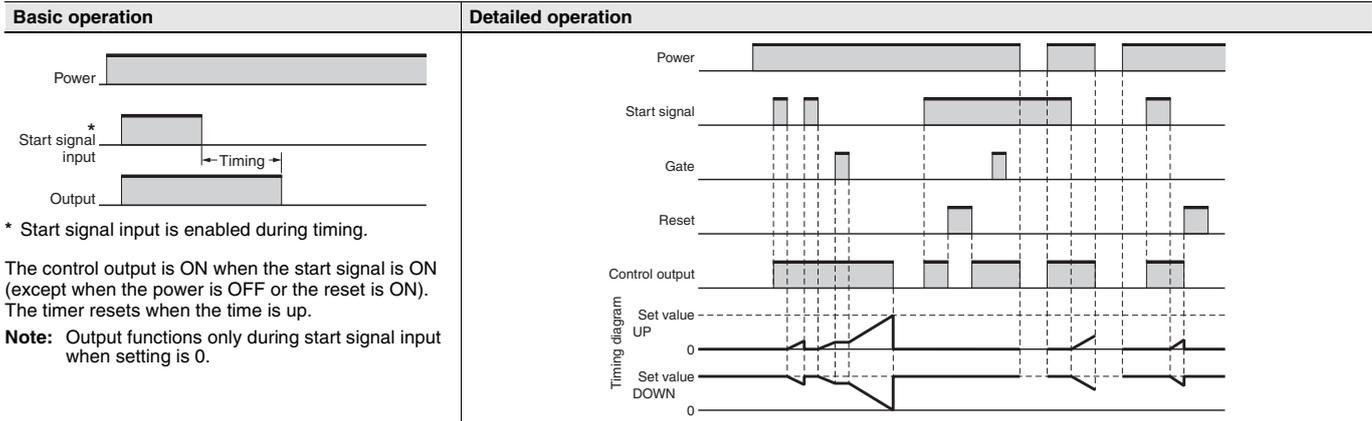 Basic operation
Power
*
Start signal
input
Timing
Output
* Start signal input is enabled during timing.
The control output is ON when the start signal is ON
(except when the power is OFF or the reset is ON).
The timer resets when the time is up.
Note: Output functions only during start signal input
when setting is 0.
Detailed operation
Power
Start signal
Gate
Reset
Control output
Timing diagram
Set value
UP
0
Set value
DOWN
0